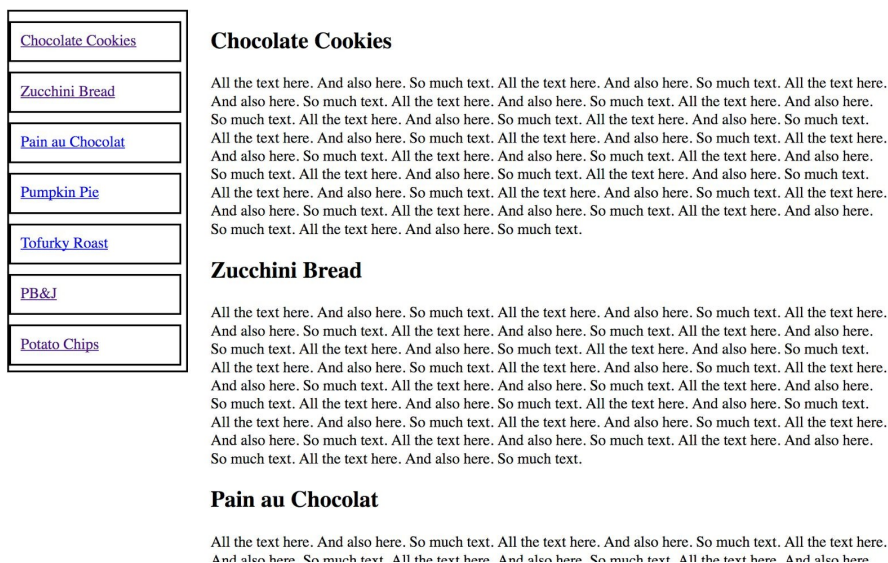 Chocolate Cookies
Zucchini Bread
Pain au Chocolat
Pumpkin Pie
Tofurky Roast
PB&J
Potato Chips
Chocolate Cookies
All the text here. And also here. So much text. All the text here. And also here. So much text. All the text here.
And also here. So much text. All the text here. And also here. So much text. All the text here. And also here.
So much text. All the text here. And also here. So much text. All the text here. And also here. So much text.
All the text here. And also here. So much text. All the text here. And also here. So much text. All the text here.
And also here. So much text. All the text here. And also here. So much text. All the text here. And also here.
So much text. All the text here. And also here. So much text. All the text here. And also here. So much text.
All the text here. And also here. So much text. All the text here. And also here. So much text. All the text here.
And also here. So much text. All the text here. And also here. So much text. All the text here. And also here.
So much text. All the text here. And also here. So much text.
Zucchini Bread
All the text here. And also here. So much text. All the text here. And also here. So much text. All the text here.
And also here. So much text. All the text here. And also here. So much text. All the text here. And also here.
So much text. All the text here. And also here. So much text. All the text here. And also here. So much text.
All the text here. And also here. So much text. All the text here. And also here. So much text. All the text here.
And also here. So much text. All the text here. And also here. So much text. All the text here. And also here.
So much text. All the text here. And also here. So much text. All the text here. And also here. So much text.
All the text here. And also here. So much text. All the text here. And also here. So much text. All the text here.
And also here. So much text. All the text here. And also here. So much text. All the text here. And also here.
So much text. All the text here. And also here. So much text.
Pain au Chocolat
All the text here. And also here. So much text. All the text here. And also here. So much text. All the text here.
And also here. So much text. All the text here. And also here. So much text. All the text here. And also here.